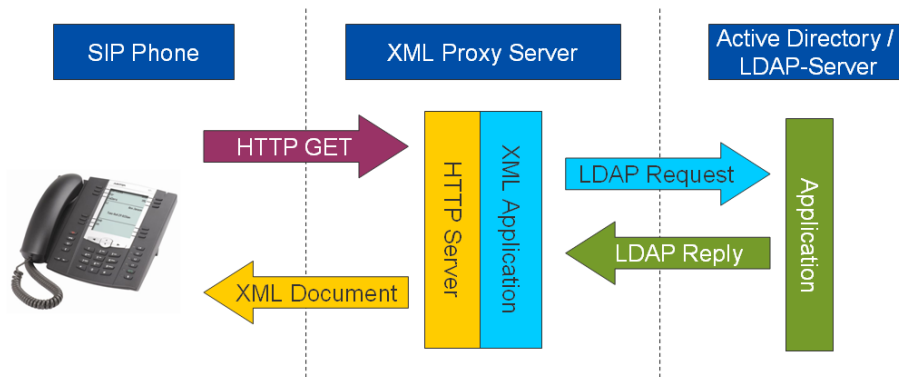 SIP Phone
XML Proxy Server
Active Directory /
LDAP-Server
HTTP GET
HTTP Server
XML Application
LDAP Request
Application
LDAP Reply
XML Document